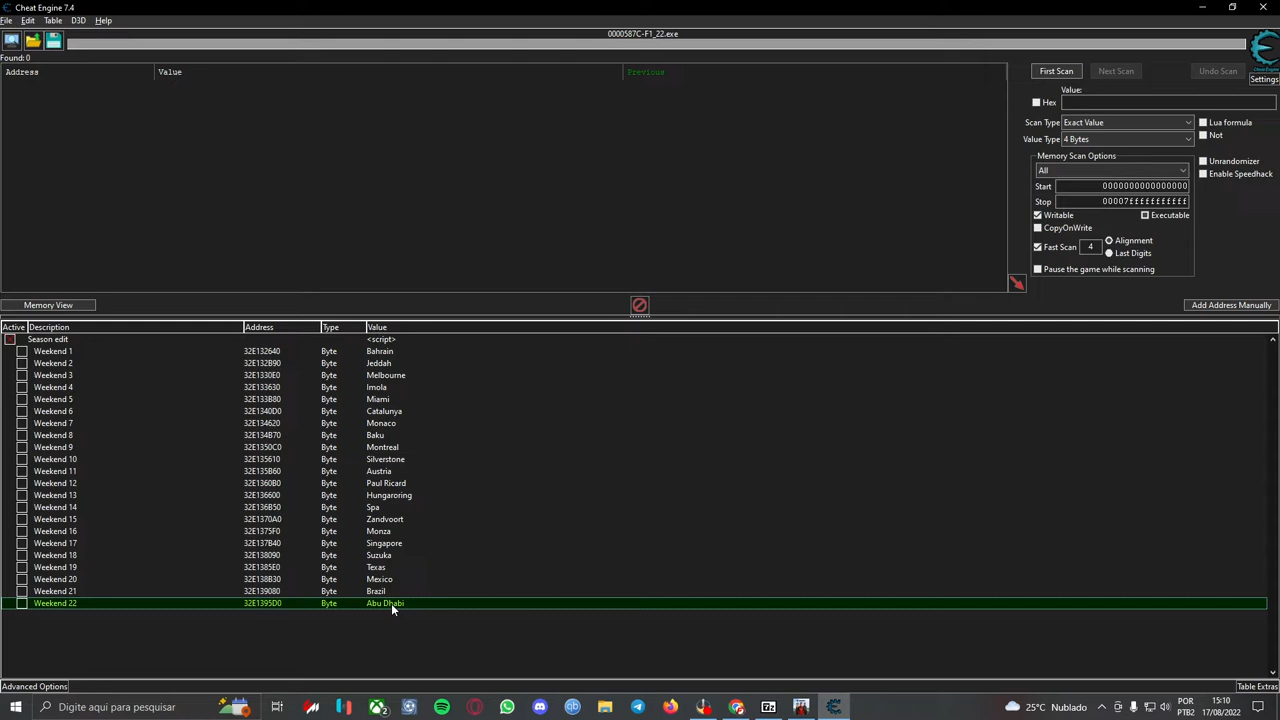 Cheat Engine 7.4
File Edit Table D3D Help
0000587C-F1_22.exe
Found: 0
Address Value Previous
First Scan Next Scan Undo Scan
Cheat Engine
Settings
Value:
Hex
Scan Type Exact Value Lua formula
Not
Value Type 4 Bytes
Memory Scan Options
All
Unrandomizer
Enable Speedhack
Start 0000000000000000
Stop 00007fffffffffff
Writable Executable
CopyOnWrite
Fast Scan 4 Alignment
Last Digits
Pause the game while scanning
Memory View Add Address Manually
Active Description Address Type Value
Season edit <script>
Weekend 1 32E132640 Byte Bahrain
Weekend 2 32E132B90 Byte Jeddah
Weekend 3 32E1330E0 Byte Melbourne
Weekend 4 32E133630 Byte Imola
Weekend 5 32E133B80 Byte Miami
Weekend 6 32E1340D0 Byte Catalunya
Weekend 7 32E134620 Byte Monaco
Weekend 8 32E134B70 Byte Baku
Weekend 9 32E1350C0 Byte Montreal
Weekend 10 32E135610 Byte Silverstone
Weekend 11 32E135B60 Byte Austria
Weekend 12 32E1360B0 Byte Paul Ricard
Weekend 13 32E136600 Byte Hungaroring
Weekend 14 32E136B50 Byte Spa
Weekend 15 32E1370A0 Byte Zandvoort
Weekend 16 32E1375F0 Byte Monza
Weekend 17 32E137B40 Byte Singapore
Weekend 18 32E138090 Byte Suzuka
Weekend 19 32E1385E0 Byte Texas
Weekend 20 32E138B30 Byte Mexico
Weekend 21 32E139080 Byte Brazil
Weekend 22 32E1395D0 Byte Abu Dhabi
Advanced Options Table Extras
Digite aqui para pesquisar 2 25°C Nublado POR PTB2 15:10 17/08/2022